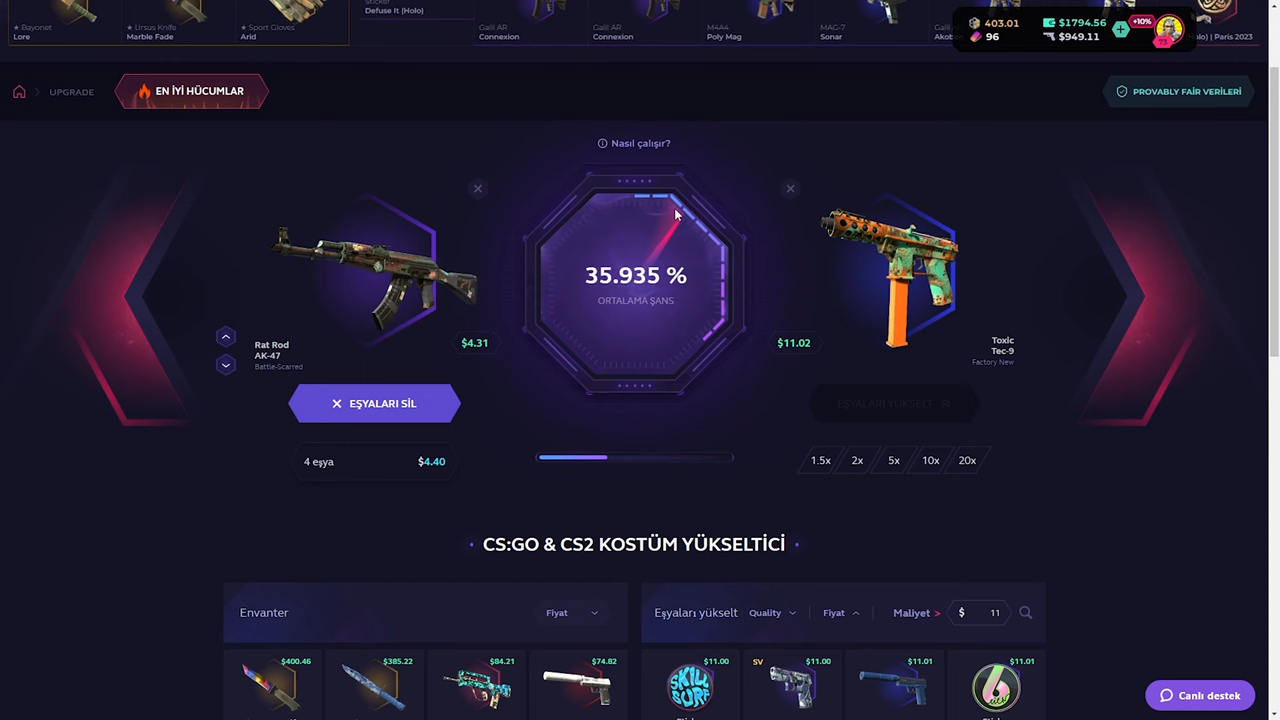 ★ Bayonet
Lore
★ Ursus Knife
Marble Fade
★ Sport Gloves
Arid
Sticker
Defuse It (Holo)
Galil AR
Connexion
Galil AR
Connexion
M4A4
Poly Mag
MAG-7
Sonar
Holo) | Paris 2023
403.01
96
$1794.56
$949.11
+10%
UPGRADE
EN İYİ HÜCUMLAR
PROVABLY FAIR VERİLERİ
Nasıl çalışır?
35.935 %
ORTALAMA ŞANS
Rat Rod
AK-47
Battle-Scarred
$4.31
$11.02
Toxic
Tec-9
Factory New
EŞYALARI SİL
EŞYALARI YÜKSELT
4 eşya
$4.40
1.5x 2x 5x 10x 20x
• CS:GO & CS2 KOSTÜM YÜKSELTİCİ •
Envanter
Fiyat
Eşyaları yükselt
Quality
Fiyat
Maliyet >
$ 11
$400.46
$385.22
$84.21
$74.82
$11.00
SV $11.00
$11.01
$11.01
SKILL
SURF
Canlı destek